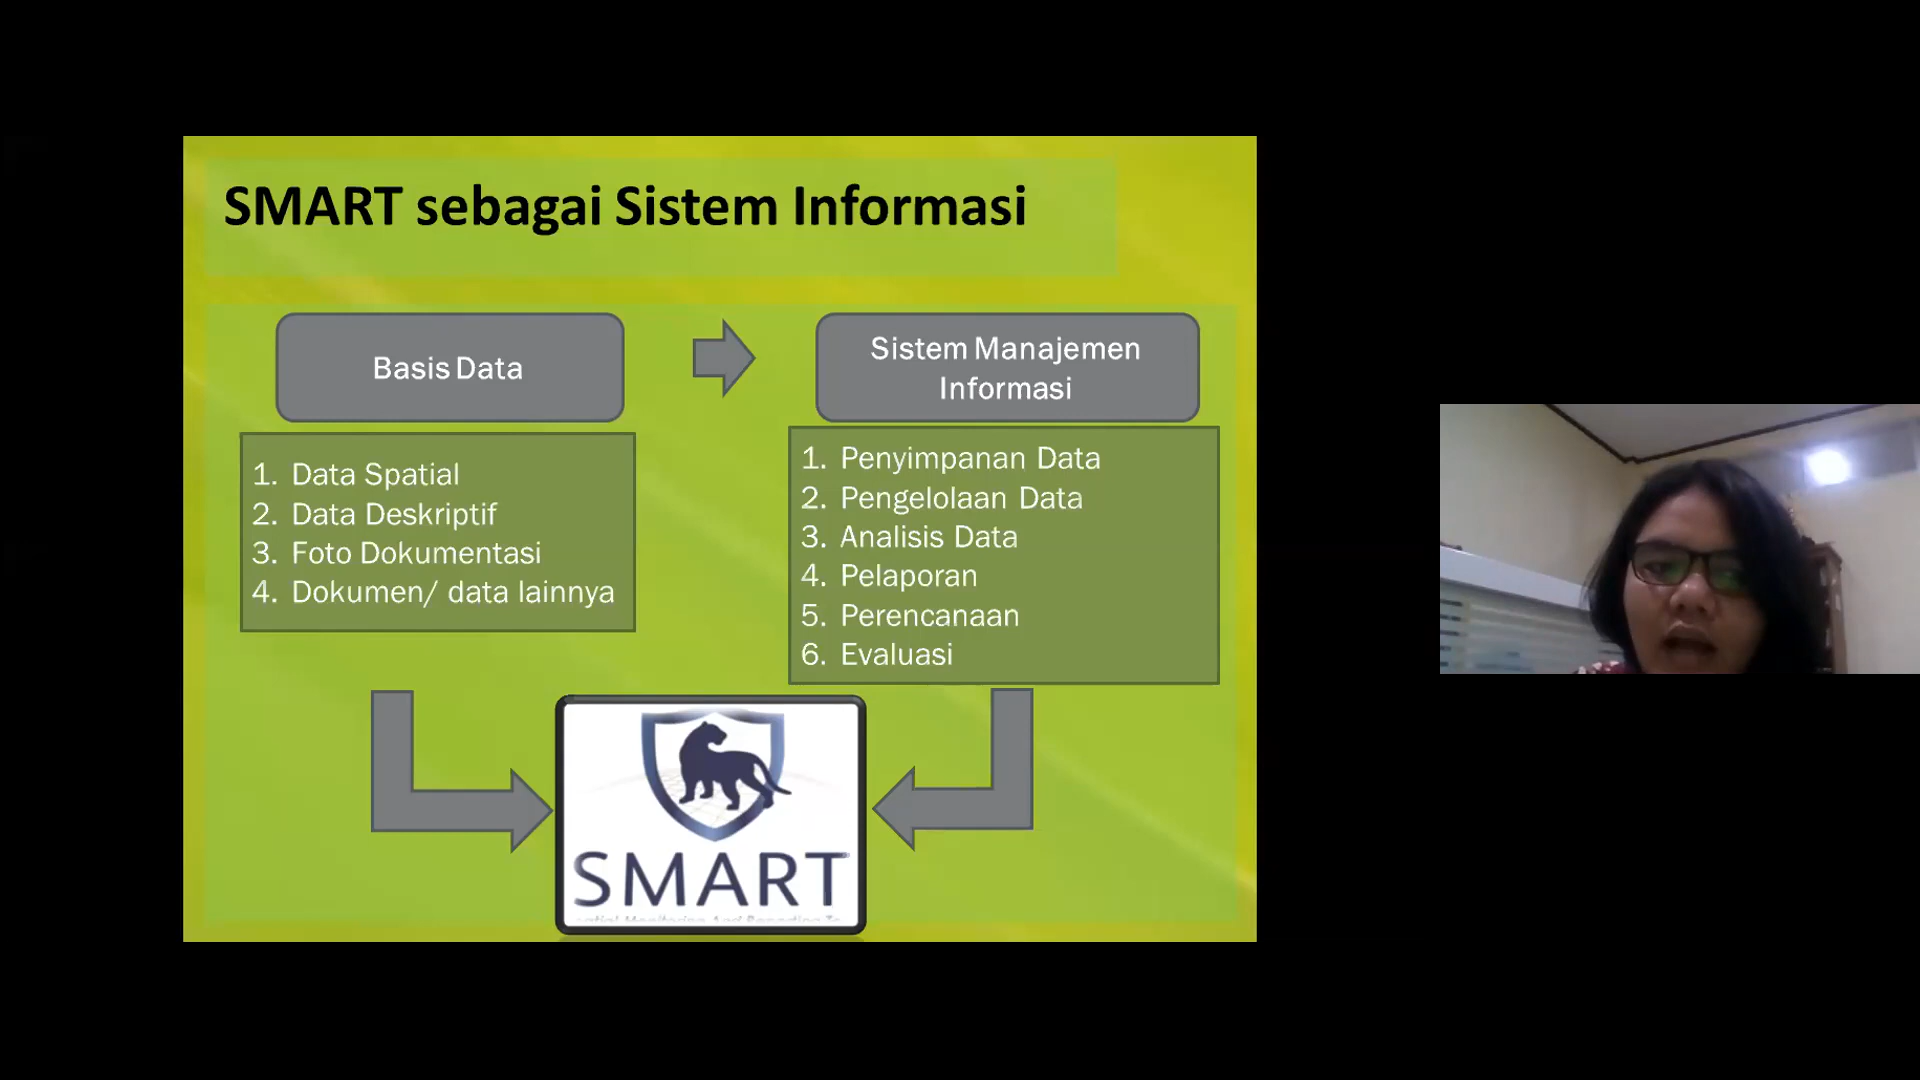 SMART sebagai Sistem Informasi
Basis Data
1. Data Spatial
2. Data Deskriptif
3. Foto Dokumentasi
4. Dokumen/ data lainnya
Sistem Manajemen
Informasi
1. Penyimpanan Data
2. Pengelolaan Data
3. Analisis Data
4. Pelaporan
5. Perencanaan
6. Evaluasi
SMART